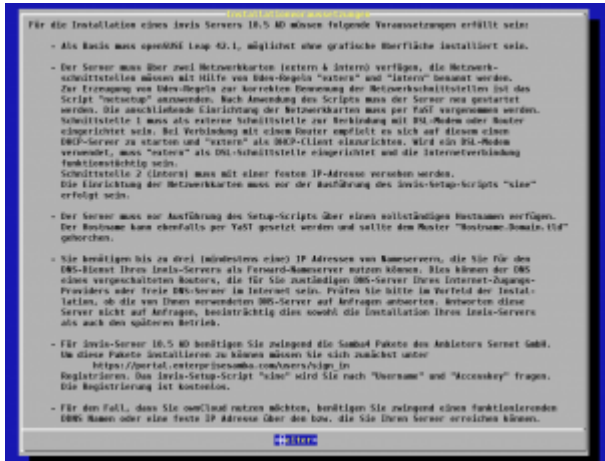 Installationsvoraussetzungen
Für die Installation eines invis Servers 10.5 AD müssen folgende Voraussetzungen erfüllt sein:
- Als Basis muss openSUSE Leap 42.1, möglichst ohne grafische Oberfläche installiert sein.
- Der Server muss über zwei Netzwerkkarten (extern & intern) verfügen, die Netzwerk-
schnittstellen müssen mit Hilfe von Udev-Regeln "extern" und "intern" benannt werden.
Zur Erzeugung von Udev-Regeln zur korrekten Benennung der Netzwerkschnittstellen ist das
Script "netsetup" anzuwenden. Nach Anwendung des Scripts muss der Server neu gestartet
werden. Die anschließende Einrichtung der Netzwerkkarten muss per YaST vorgenommen werden.
Schnittstelle 1 muss als externe Schnittstelle zur Verbindung mit DSL-Modem oder Router
eingerichtet sein. Bei Verbindung mit einem Router empfielt es sich auf diesem einen
DHCP-Server zu starten und "extern" als DHCP-Client einzurichten. Wird ein DSL-Modem
verwendet, muss "extern" als DSL-Schnittstelle eingerichtet und die Internetverbindung
funktionstüchtig sein.
Schnittstelle 2 (intern) muss mit einer festen IP-Adresse versehen werden.
Die Einrichtung der Netzwerkkarten muss vor der Ausführung des invis-Setup-Scripts "sine"
erfolgt sein.
- Der Server muss vor Ausführung des Setup-Scripts über einen vollständigen Hostnamen verfügen.
Der Hostname kann ebenfalls per YaST gesetzt werden und sollte dem Muster "Hostname.Domain.tld"
gehorchen.
- Sie benötigen bis zu drei (mindestens eine) IP Adressen von Nameservern, die Sie für den
DNS-Dienst Ihres invis-Servers als Forward-Nameserver nutzen können. Dies können der DNS
eines vorgeschalteten Routers, die für Sie zuständigen DNS-Server Ihres Internet-Zugangs-
Providers oder freie DNS-Server im Internet sein. Prüfen Sie bitte im Vorfeld der Instal-
lation, ob die von Ihnen verwendeten DNS-Server auf Anfragen antworten. Antworten diese
Server nicht auf Anfragen, beeinträchtig dies sowohl die Installation Ihres invis-Servers
als auch den späteren Betrieb.
- Für invis-Server 10.5 AD benötigen Sie zwingend die Samba4 Pakete des Anbieters Sernet GmbH.
Um diese Pakete installieren zu können müssen Sie sich zunächst unter
https://portal.enterprisesamba.com/users/sign_in
Registrieren. Das invis-Setup-Script "sine" wird Sie nach "Username" und "Accesskey" fragen.
Die Registrierung ist kostenlos.
- Für den Fall, dass Sie ownCloud nutzen möchten, benötigen Sie zwingend einen funktionierenden
DDNS Namen oder eine feste IP Adresse über den bzw. die Sie Ihren Server erreichen können.